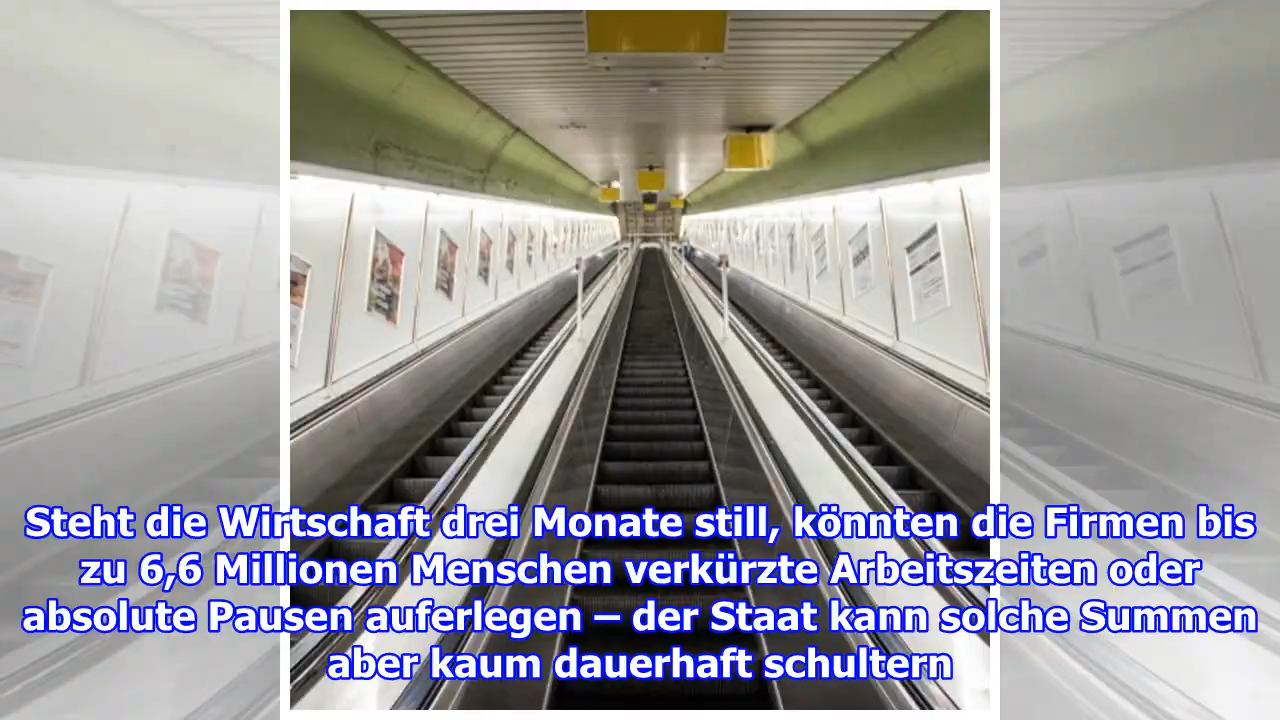 Steht die Wirtschaft drei Monate still, könnten die Firmen bis
zu 6,6 Millionen Menschen verkürzte Arbeitszeiten oder
absolute Pausen auferlegen – der Staat kann solche Summen
aber kaum dauerhaft schultern